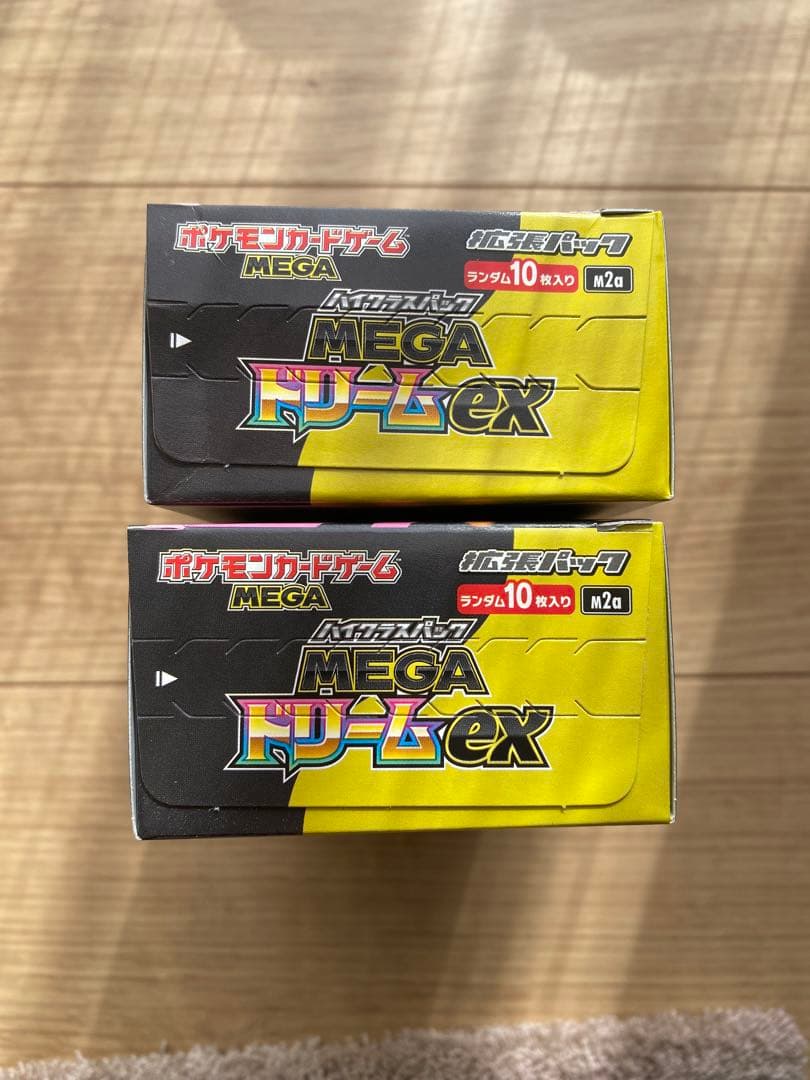 ポケモンカードゲーム
MEGA
拡張パック
ランダム10枚入り
M2a
ハイクラスパック
MEGA
ドリームex
ポケモンカードゲーム
MEGA
拡張パック
ランダム10枚入り
M2a
ハイクラスパック
MEGA
ドリームex